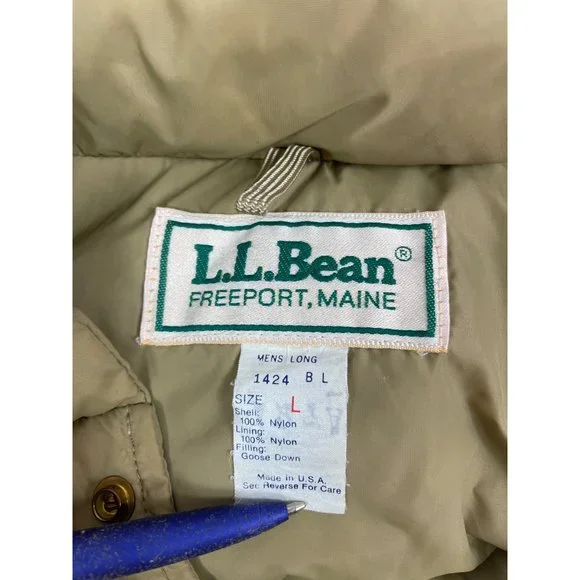 L.L.Bean®
FREEPORT, MAINE
MENS LONG
1424 B L
SIZE L
Shell:
100% Nylon
Lining:
100% Nylon
Filling:
Goose Down
Made in U.S.A.
See Reverse For Care